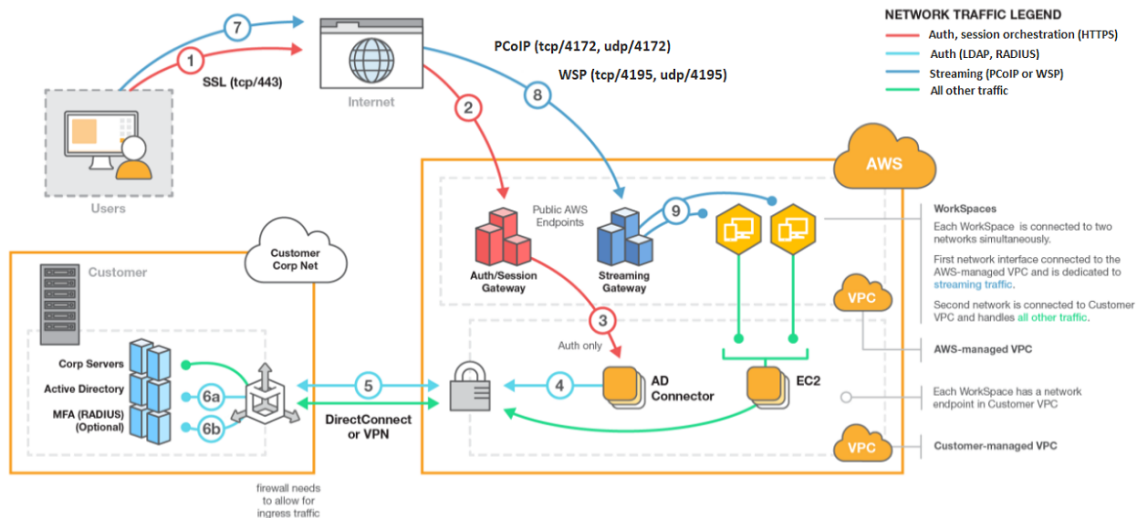 NETWORK TRAFFIC LEGEND
Auth, session orchestration (HTTPS)
Auth (LDAP, RADIUS)
Streaming (PCoIP or WSP)
All other traffic
7
1
SSL (tcp/443)
Internet
PCoIP (tcp/4172, udp/4172)
WSP (tcp/4195, udp/4195)
2
8
Users
AWS
Public AWS
Endpoints
9
Auth/Session
Gateway
Streaming
Gateway
WorkSpaces
Each WorkSpace is connected to two
networks simultaneously.
First network interface connected to the
AWS-managed VPC and is dedicated to
streaming traffic.
Second network is connected to Customer
VPC and handles all other traffic.
VPC
AWS-managed VPC
Customer
Corp Net
Customer
3
Auth only
Corp Servers
Active Directory
MFA (RADIUS)
(Optional)
6a
6b
5
DirectConnect
or VPN
4
AD
Connector
EC2
Each WorkSpace has a network
endpoint in Customer VPC
VPC
Customer-managed VPC
firewall needs
to allow for
ingress traffic